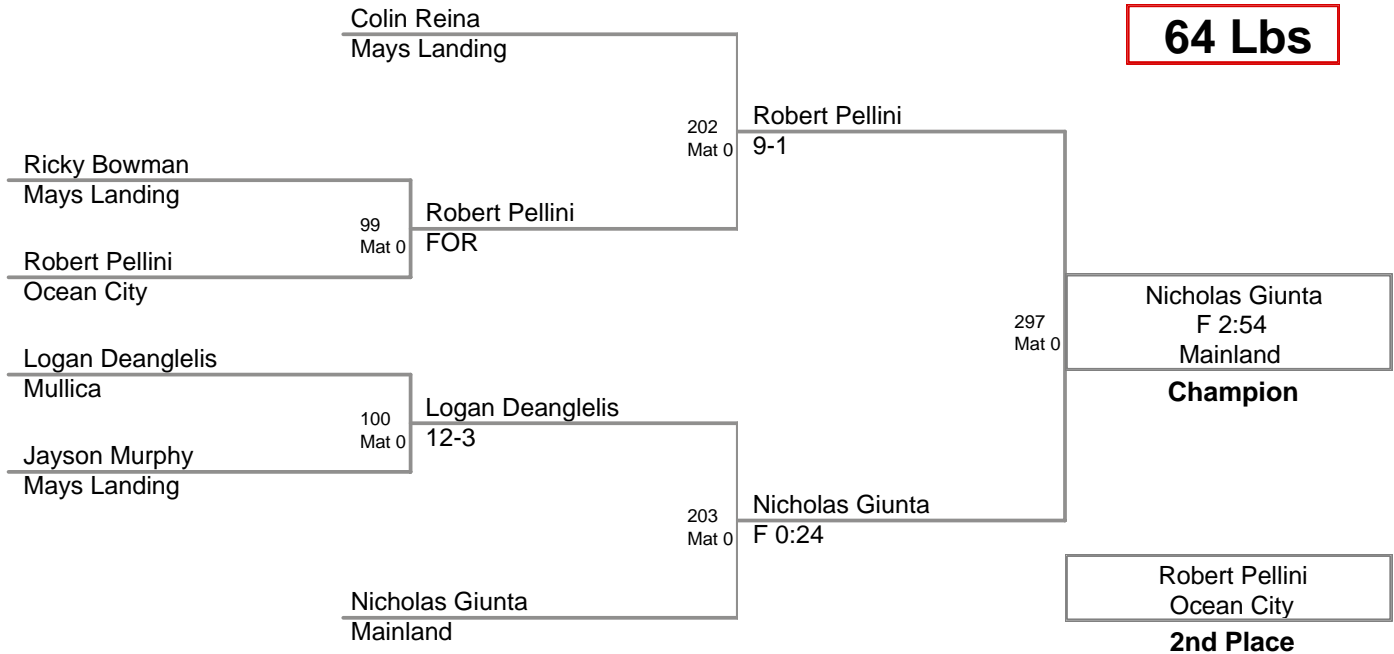 Colin Reina
Mays Landing
64 Lbs
202
Mat 0
Robert Pellini
9-1
Ricky Bowman
Mays Landing
99
Mat 0
Robert Pellini
FOR
Robert Pellini
Ocean City
297
Mat 0
Nicholas Giunta
F 2:54
Mainland
Champion
Logan Deanglelis
Mullica
100
Mat 0
Logan Deanglelis
12-3
Jayson Murphy
Mays Landing
203
Mat 0
Nicholas Giunta
F 0:24
Nicholas Giunta
Mainland
Robert Pellini
Ocean City
2nd Place